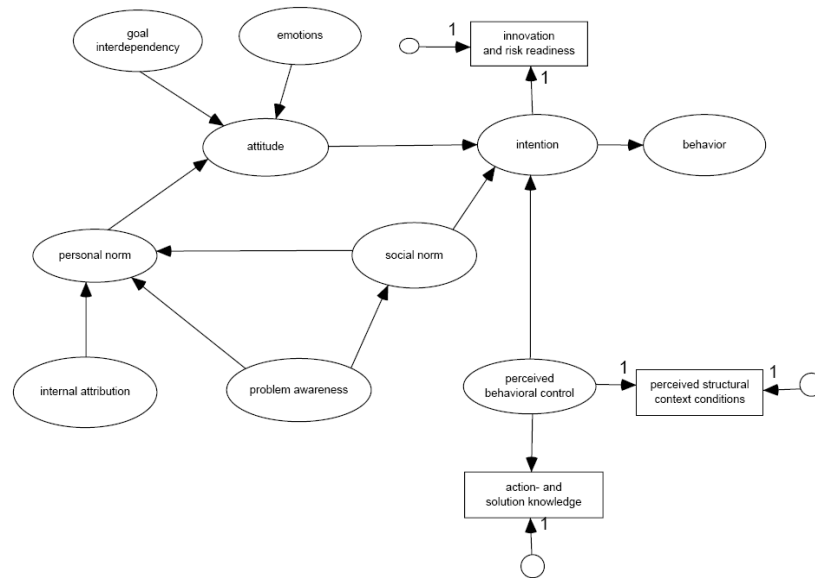 goal
interdependency
emotions
1
innovation
and risk readiness
1
attitude
intention
behavior
personal norm
social norm
internal attribution
problem awareness
perceived
behavioral control
1
perceived structural
context conditions
1
action- and
solution knowledge
1